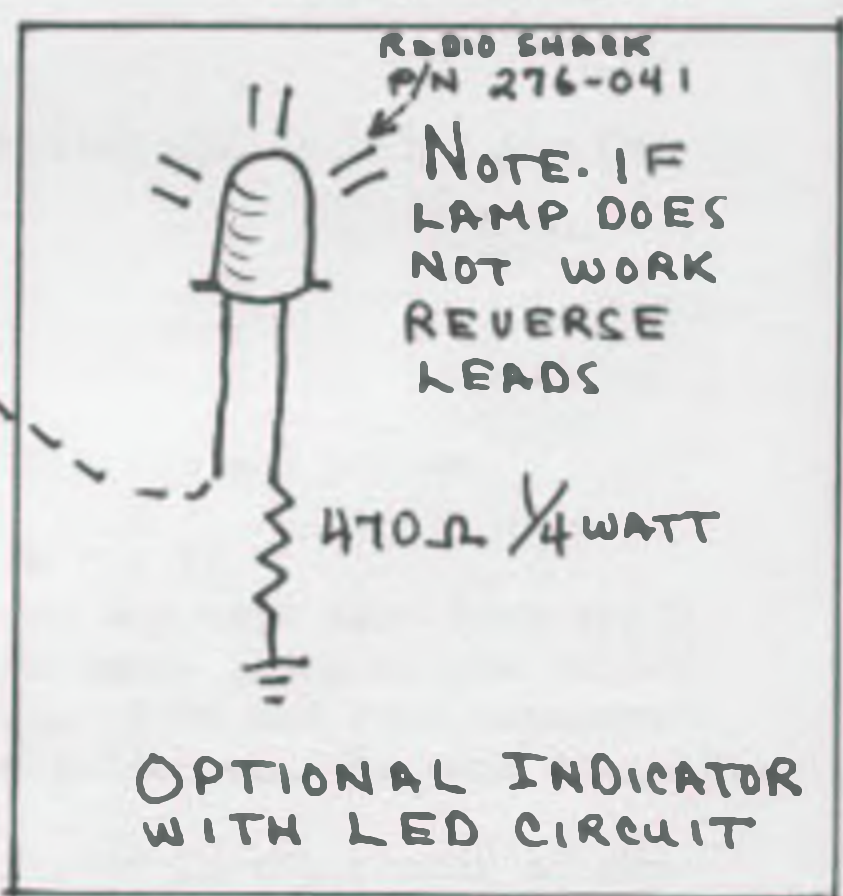 RADIO SHACK
P/N 276-041
NOTE. IF
LAMP DOES
NOT WORK
REVERSE
LEADS
470Ω 1/4 WATT
OPTIONAL INDICATOR
WITH LED CIRCUIT